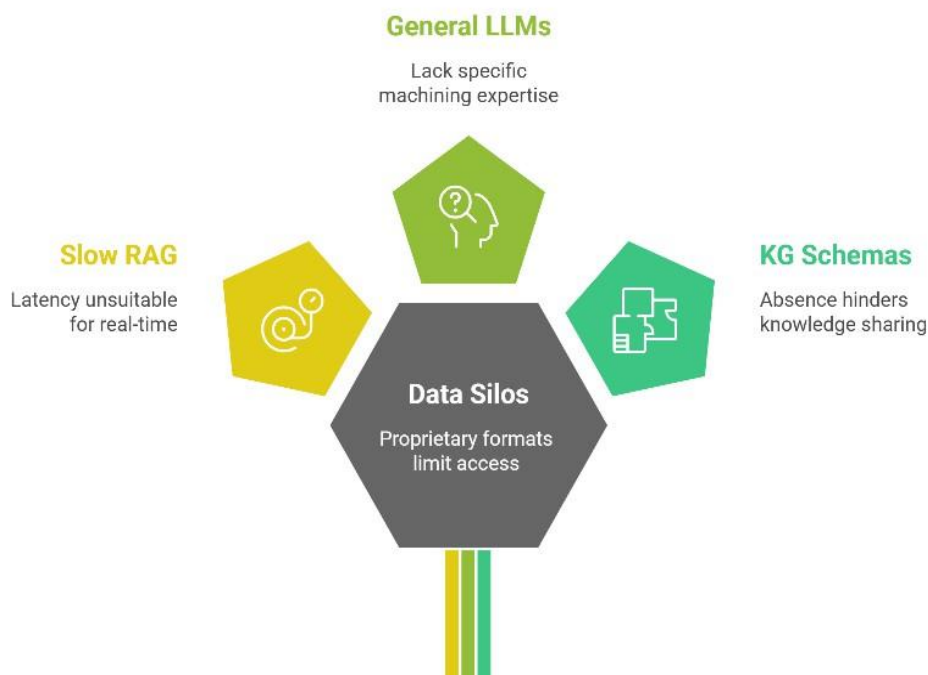 General LLMs
Lack specific
machining expertise
Slow RAG
Latency unsuitable
for real-time
KG Schemas
Absence hinders
knowledge sharing
Data Silos
Proprietary formats
limit access